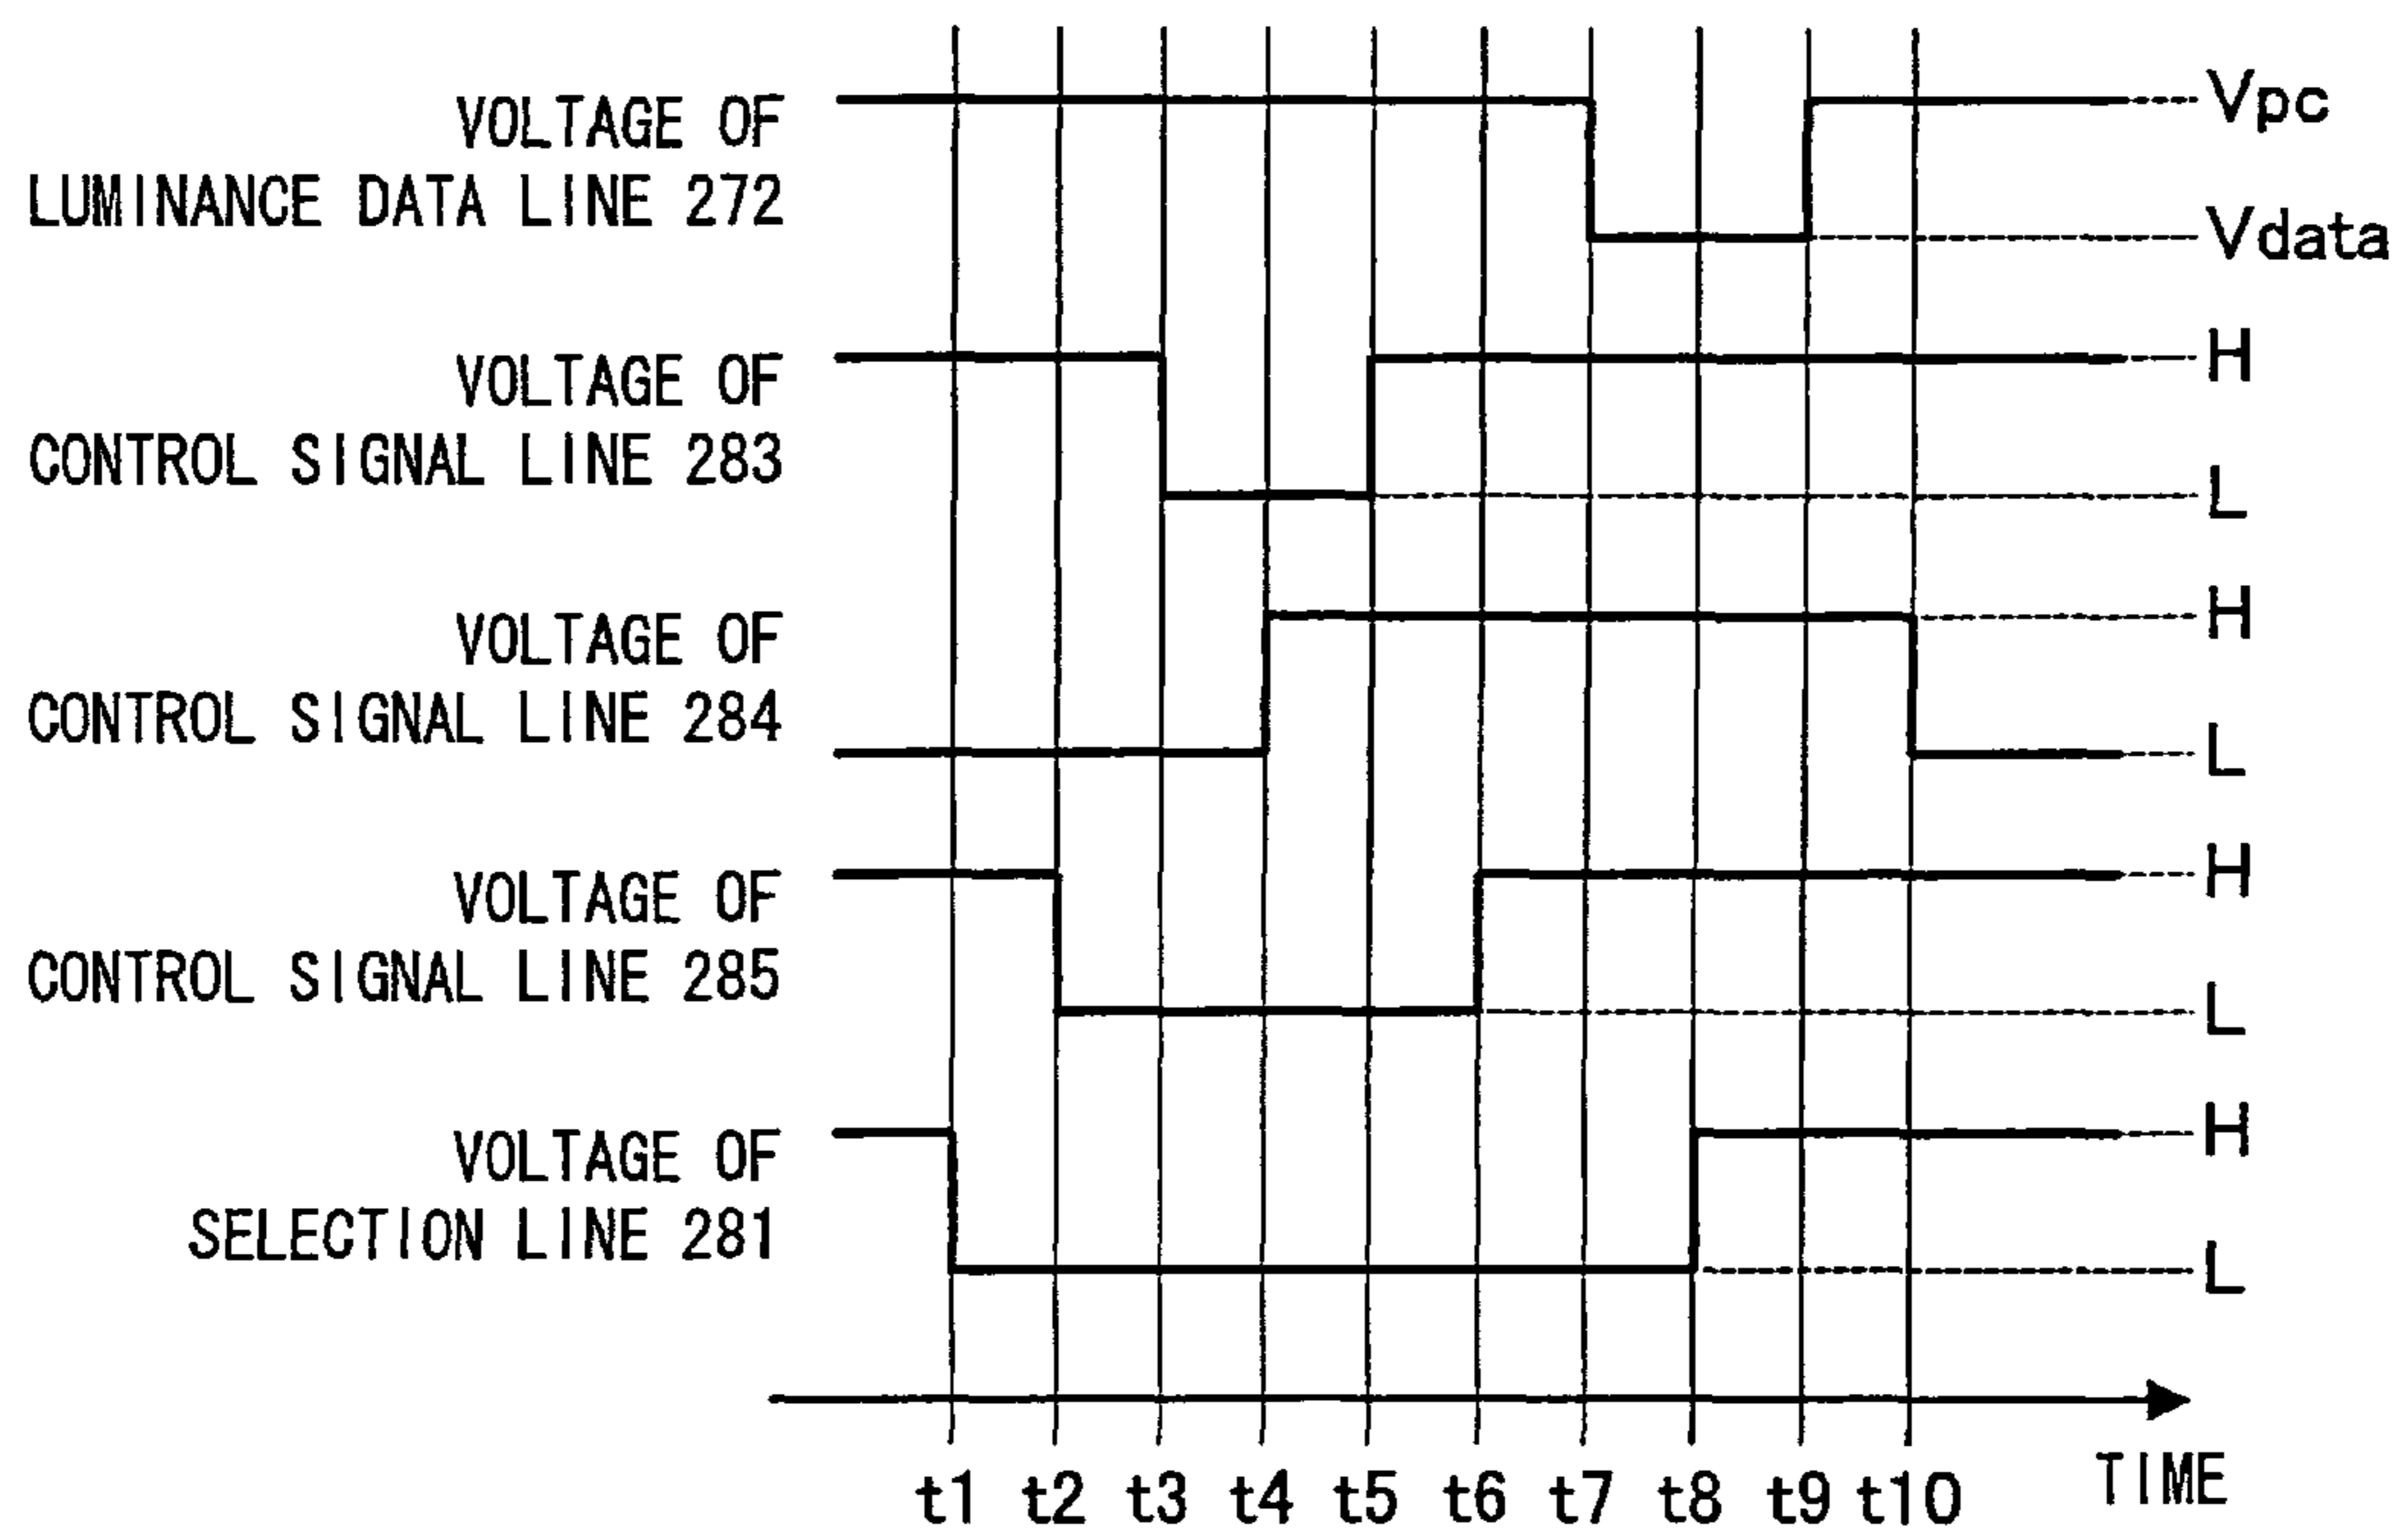 VOLTAGE OF
LUMINANCE DATA LINE 272
Vpc
Vdata
VOLTAGE OF
CONTROL SIGNAL LINE 283
H
L
VOLTAGE OF
CONTROL SIGNAL LINE 284
H
L
VOLTAGE OF
CONTROL SIGNAL LINE 285
H
L
VOLTAGE OF
SELECTION LINE 281
H
L
t1 t2 t3 t4 t5 t6 t7 t8 t9 t10
TIME